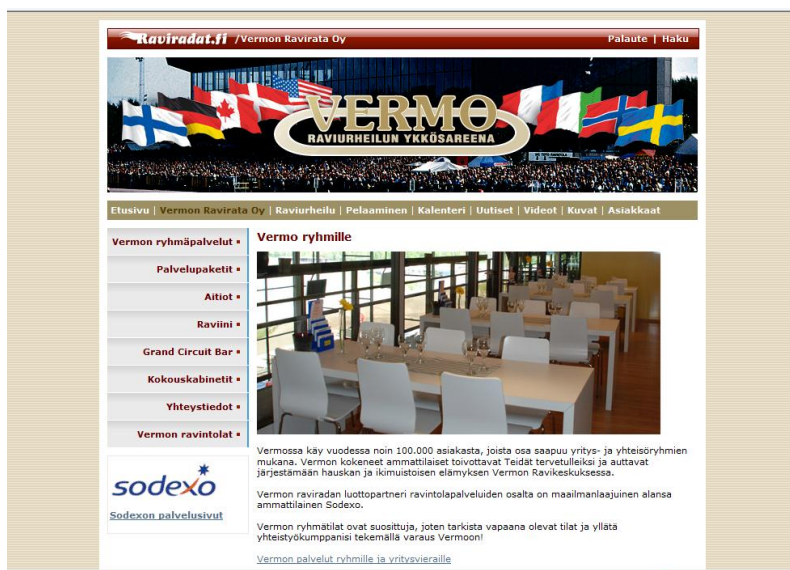 Raviradat.fi /Vermon Ravirata Oy Palaute | Haku
VERMO
RAVIURHEILUN YKKÖSAREENA
Etusivu | Vermon Ravirata Oy | Raviurheilu | Pelaaminen | Kalenteri | Uutiset | Videot | Kuvat | Asiakkaat
Vermon ryhmäpalvelut
Palvelupaketit
Aitiot
Raviini
Grand Circuit Bar
Kokouskabinetit
Yhteystiedot
Vermon ravintolat
sodexo
Sodexon palvelusivut
Vermo ryhmille
Vermossa käy vuodessa noin 100.000 asiakasta, joista osa saapuu yritys- ja yhteisöryhmien
mukana. Vermon kokeneet ammattilaiset toivottavat Teidät tervetulleiksi ja auttavat
järjestämään hauskan ja ikimuistoisen elämyksen Vermon Ravikeskuksessa.
Vermon raviradan luottopartneri ravintolapalveluiden osalta on maailmanlaajuinen alansa
ammattilainen Sodexo.
Vermon ryhmätilat ovat suosittuja, joten tarkista vapaana olevat tilat ja yllätä
yhteistyökumppanisi tekemällä varaus Vermoon!
Vermon palvelut ryhmille ja yritysvieraille